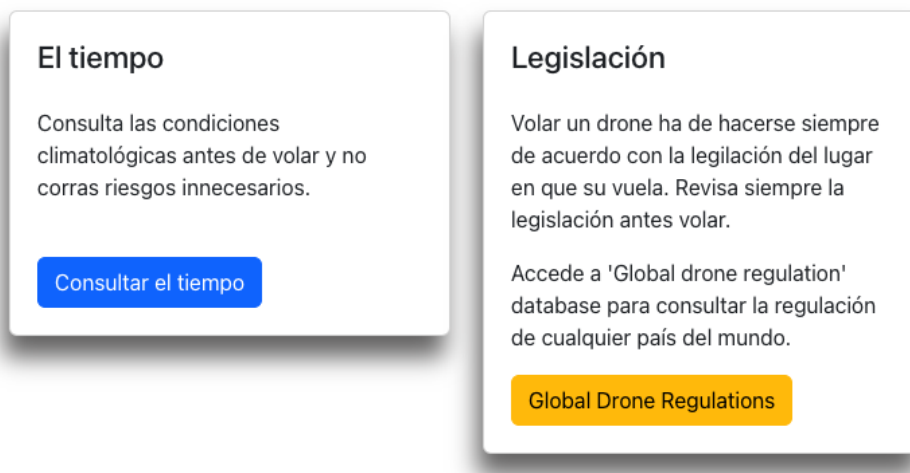 El tiempo
Consulta las condiciones
climatológicas antes de volar y no
corras riesgos innecesarios.
Consultar el tiempo
Legislación
Volar un drone ha de hacerse siempre
de acuerdo con la legilación del lugar
en que su vuela. Revisa siempre la
legislación antes volar.
Accede a 'Global drone regulation'
database para consultar la regulación
de cualquier país del mundo.
Global Drone Regulations